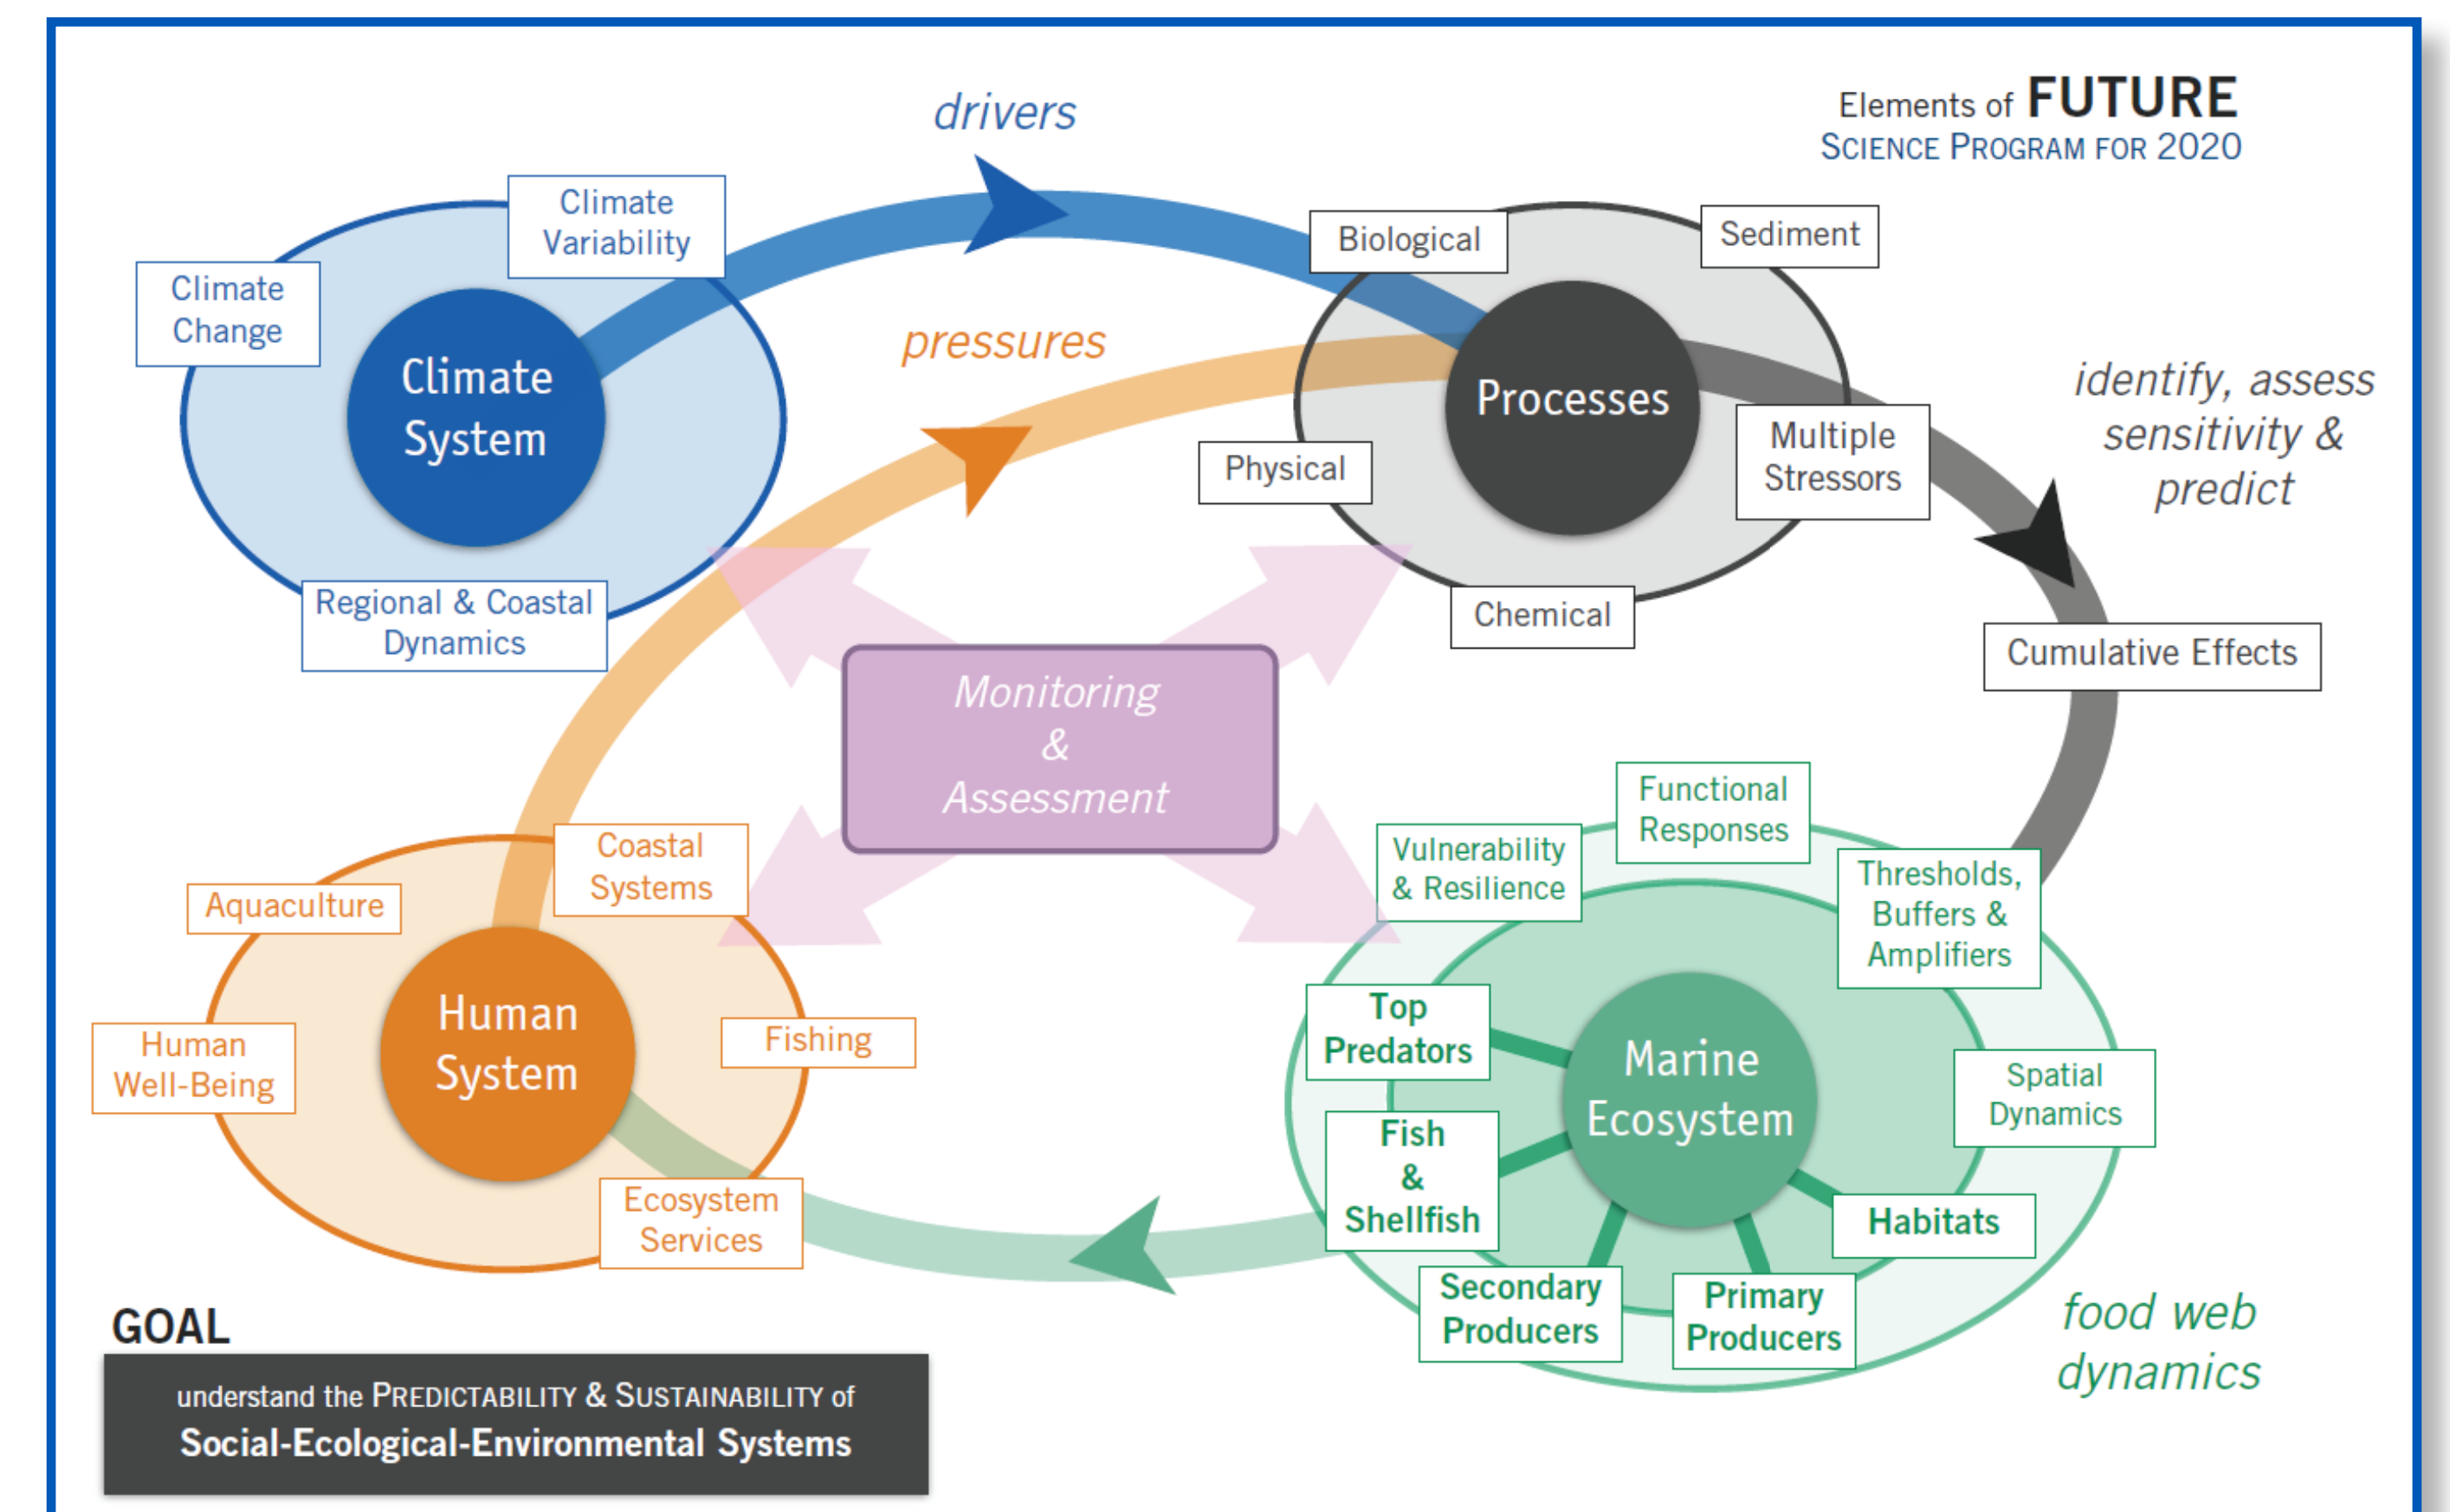 Elements of FUTURE
SCIENCE PROGRAM FOR 2020
drivers
Climate
Variability
Climate
Change
Climate
System
Regional & Coastal
Dynamics
pressures
Biological
Sediment
Processes
Physical
Multiple
Stressors
Chemical
identify, assess
sensitivity &
predict
Cumulative Effects
Monitoring
&
Assessment
Coastal
Systems
Aquaculture
Human
System
Human
Well-Being
Fishing
Ecosystem
Services
Functional
Responses
Vulnerability
& Resilience
Thresholds,
Buffers &
Amplifiers
Top
Predators
Marine
Ecosystem
Spatial
Dynamics
Fish
&
Shellfish
Habitats
Secondary
Producers
Primary
Producers
food web
dynamics
GOAL
understand the PREDICTABILITY & SUSTAINABILITY of
Social-Ecological-Environmental Systems